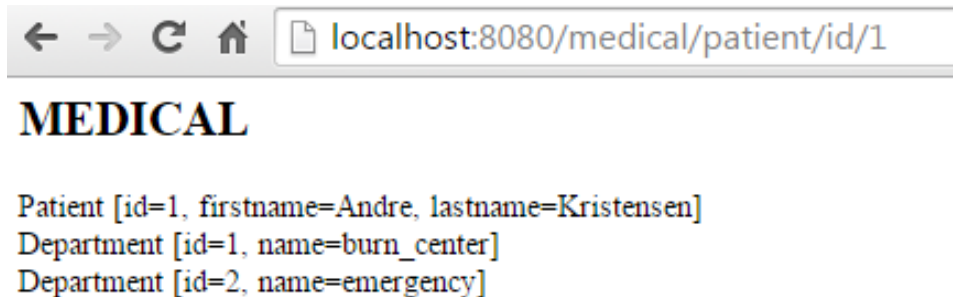 localhost:8080/medical/patient/id/1
MEDICAL
Patient [id=1, firstname=Andre, lastname=Kristensen]
Department [id=1, name=burn_center]
Department [id=2, name=emergency]